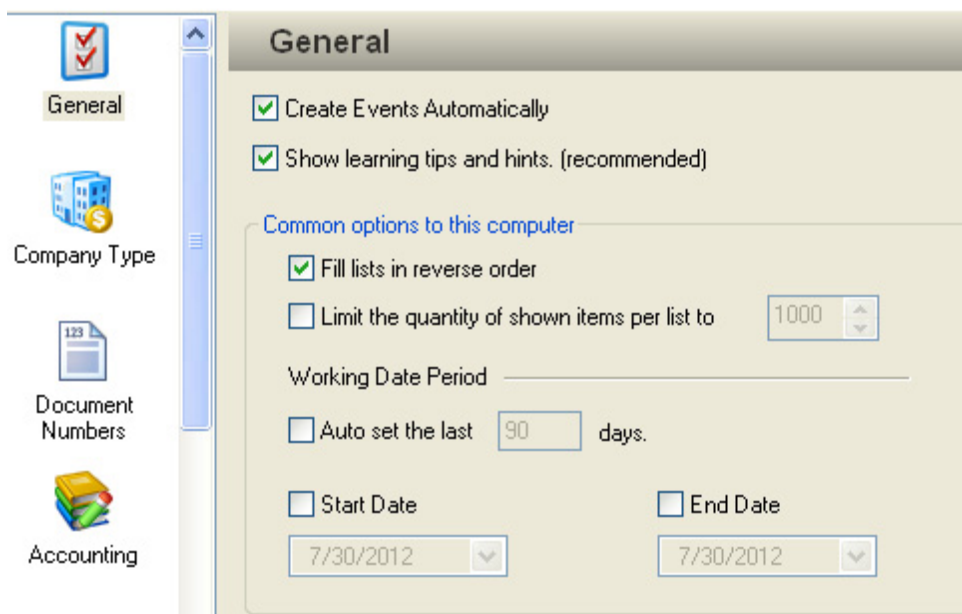 General
Company Type
123
Document
Numbers
Accounting
General
Create Events Automatically
Show learning tips and hints. (recommended)
Common options to this computer
Fill lists in reverse order
Limit the quantity of shown items per list to 1000
Working Date Period
Auto set the last 90 days.
Start Date End Date
7/30/2012 7/30/2012